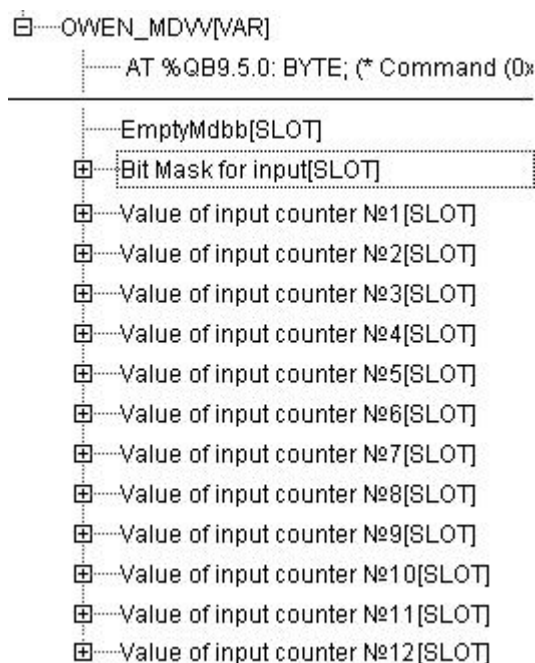 OWEN_MDVV[VAR]
AT %QB9.5.0: BYTE; (* Command (0x
EmptyMdbb[SLOT]
Bit Mask for input[SLOT]
Value of input counter №1[SLOT]
Value of input counter №2[SLOT]
Value of input counter №3[SLOT]
Value of input counter №4[SLOT]
Value of input counter №5[SLOT]
Value of input counter №6[SLOT]
Value of input counter №7[SLOT]
Value of input counter №8[SLOT]
Value of input counter №9[SLOT]
Value of input counter №10[SLOT]
Value of input counter №11[SLOT]
Value of input counter №12[SLOT]